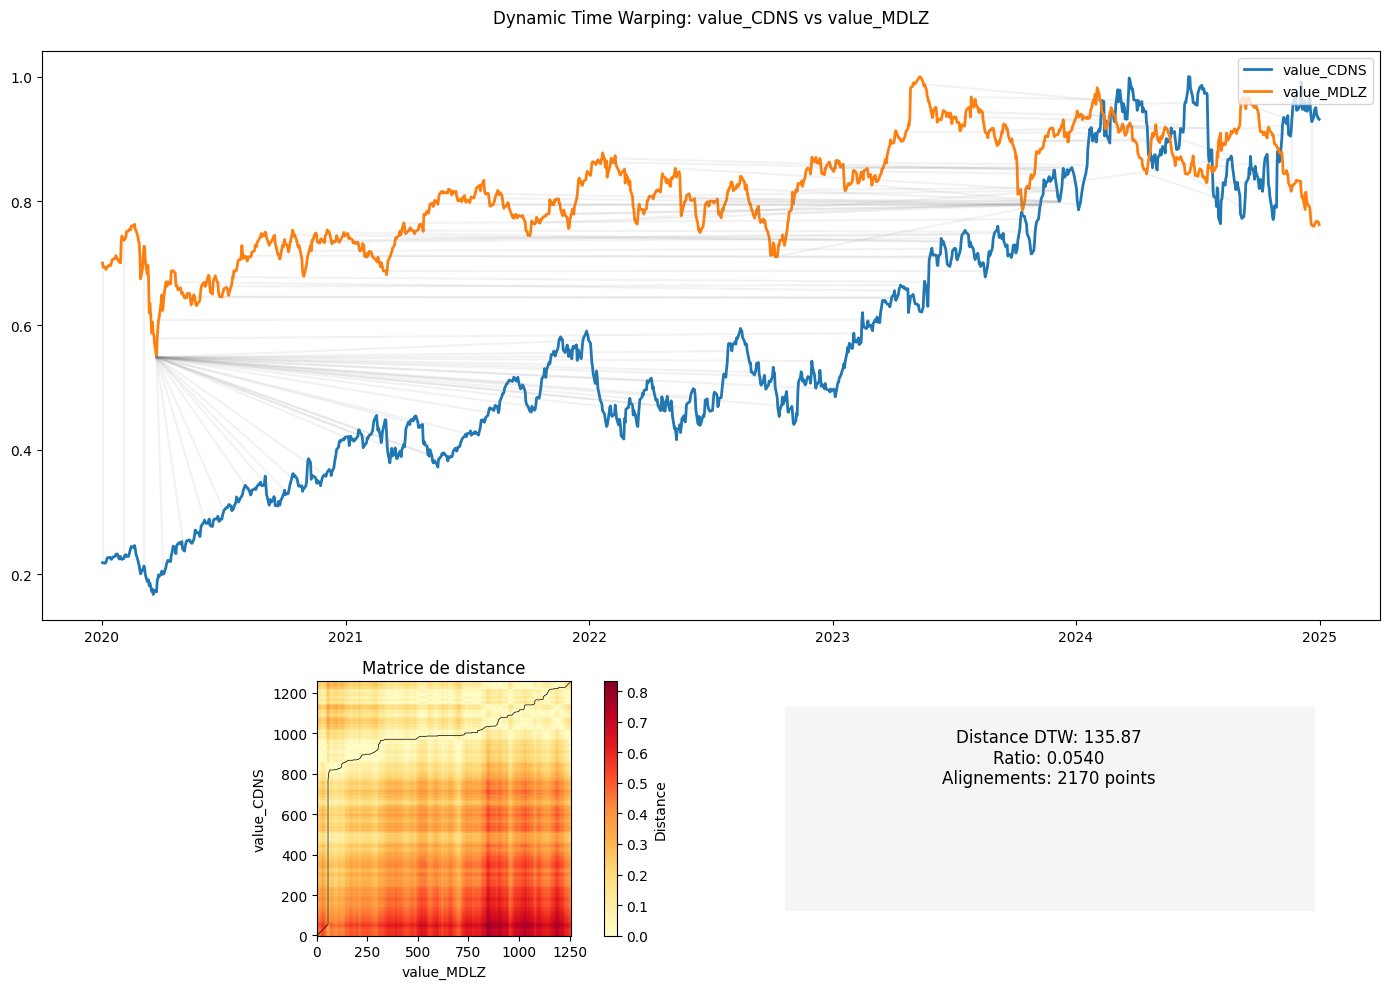 Dynamic Time Warping: value_CDNS vs value_MDLZ
value_CDNS
value_MDLZ
1.0
0.8
0.6
0.4
0.2
2020 2021 2022 2023 2024 2025
Matrice de distance
value_CDNS
1200
1000
800
600
400
200
0
0 250 500 750 1000 1250
value_MDLZ
0.8
0.7
0.6
0.5
0.4
0.3
0.2
0.1
0.0
Distance
Distance DTW: 135.87
Ratio: 0.0540
Alignements: 2170 points